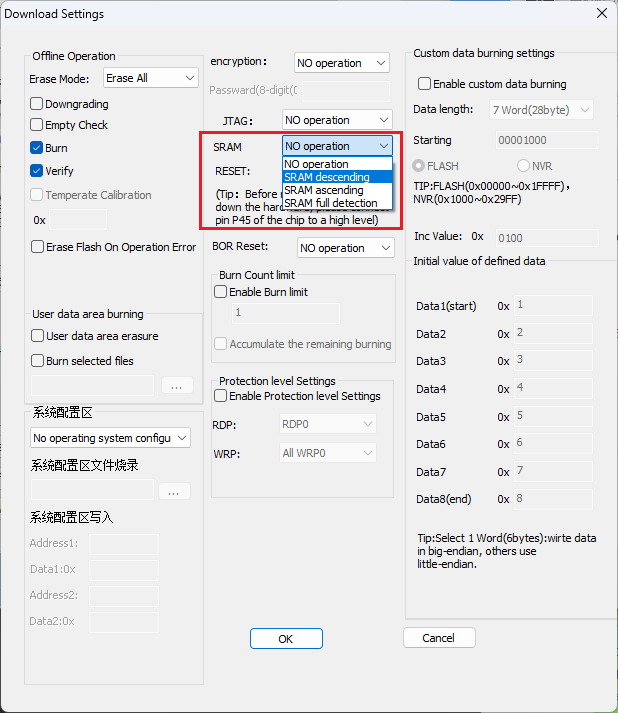 Download Settings
Offline Operation
Erase Mode:
Erase All
Downgrading
Empty Check
Burn
Verify
Temperate Calibration
0x
Erase Flash On Operation Error
User data area burning
User data area erasure
Burn selected files
...
系统配置区
No operating system configu
系统配置区文件烧录
...
系统配置区写入
Address1:
Data1:0x
Address2:
Data2:0x
encryption:
NO operation
Passward(8-digit(0
JTAG:
NO operation
SRAM
NO operation
NO operation
SRAM descending
SRAM ascending
SRAM full detection
RESET:
(Tip: Before
down the hard
pin P45 of the chip to a high level)
BOR Reset:
NO operation
Burn Count limit
Enable Burn limit
1
Accumulate the remaining burning
Protection level Settings
Enable Protection level Settings
RDP:
RDP0
WRP:
All WRP0
Custom data burning settings
Enable custom data burning
Data length:
7 Word(28byte)
Starting
00001000
FLASH
NVR
TIP:FLASH(0x00000~0x1FFFF),
NVR(0x1000~0x29FF)
Inc Value: 0x
0100
Initial value of defined data
Data1(start) 0x 1
Data2 0x 2
Data3 0x 3
Data4 0x 4
Data5 0x 5
Data6 0x 6
Data7 0x 7
Data8(end) 0x 8
Tip:Select 1 Word(6bytes):wirte data
in big-endian, others use
little-endian.
OK
Cancel